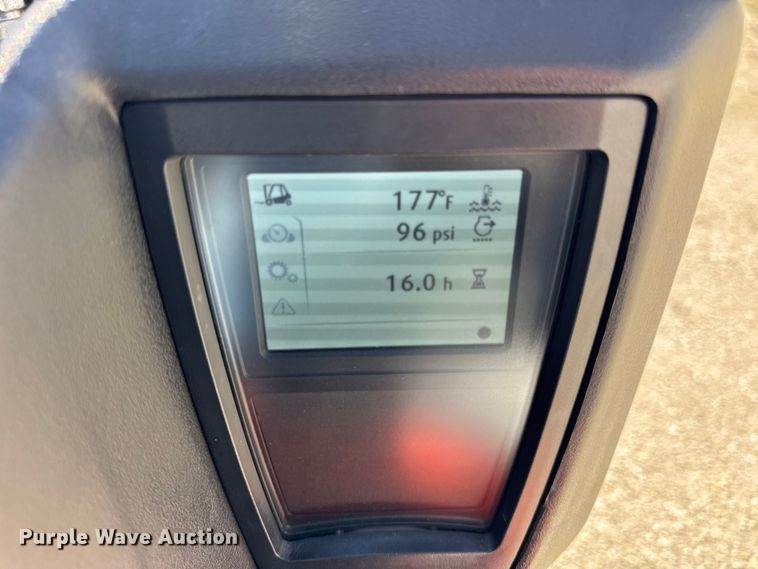 177°F
96 psi
16.0 h
Purple Wave Auction